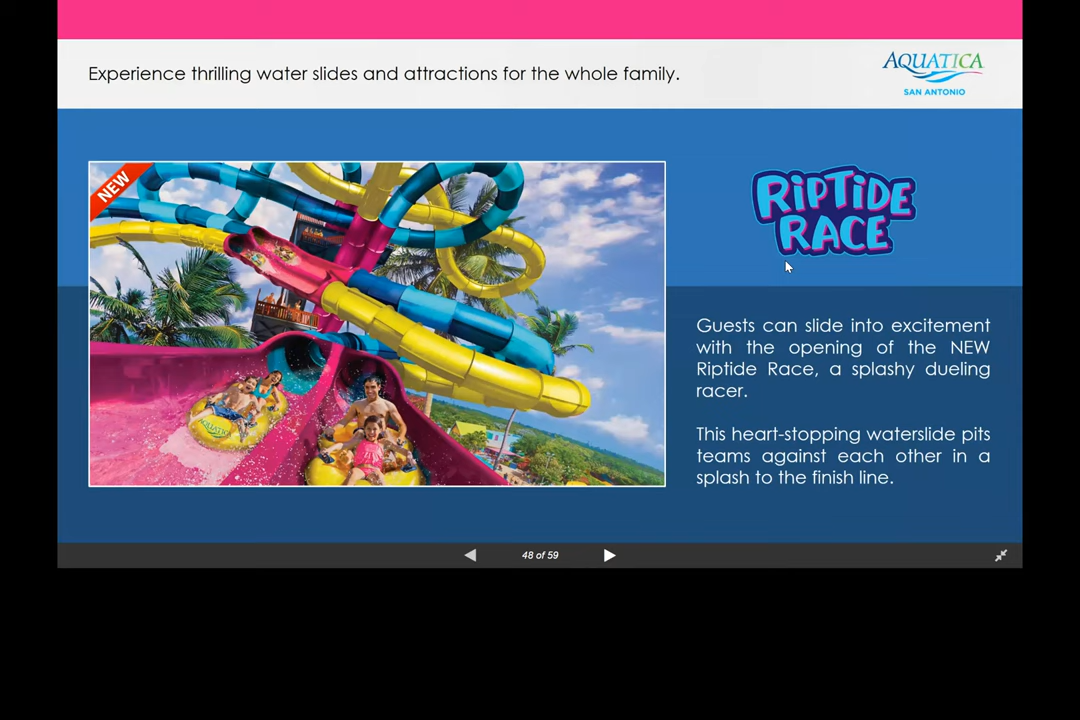 Experience thrilling water slides and attractions for the whole family.
AQUATICA
SAN ANTONIO
NEW
RIPTIDE
RACE
AQUATICA
Guests can slide into excitement
with the opening of the NEW
Riptide Race, a splashy dueling
racer.
This heart-stopping waterslide pits
teams against each other in a
splash to the finish line.
48 of 59